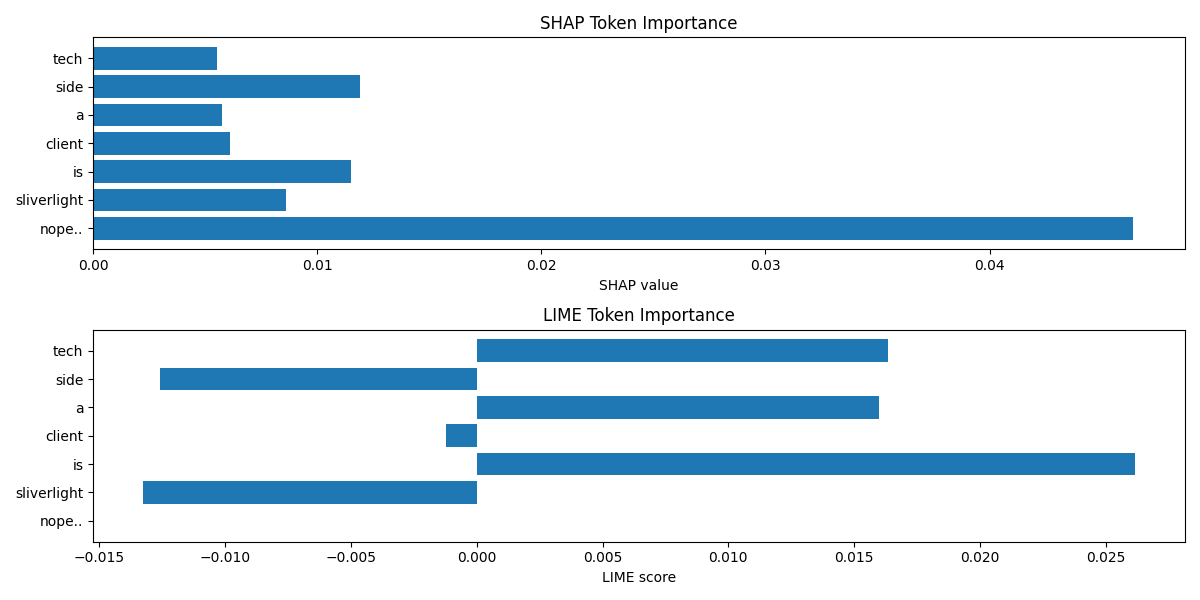 SHAP Token Importance
tech
side
a
client
is
sliverlight
nope..
0.00 0.01 0.02 0.03 0.04
SHAP value
LIME Token Importance
tech
side
a
client
is
sliverlight
nope..
−0.015 −0.010 −0.005 0.000 0.005 0.010 0.015 0.020 0.025
LIME score